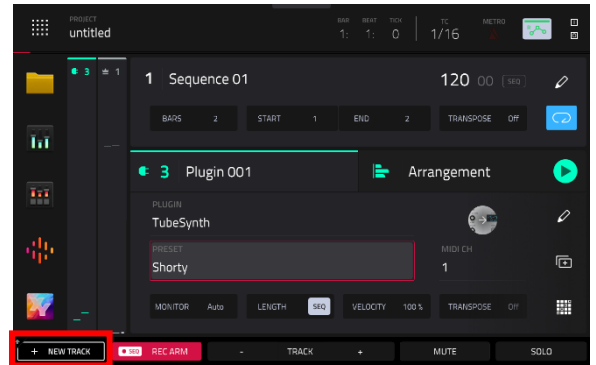 PROJECT
untitled
BAR BEAT TICK
1: 1: 0
TC
1/16
METRO
3 1
1 Sequence 01
120 00 SEQ
BARS 2 START 1 END 2 TRANSPOSE Off
3 Plugin 001
Arrangement
PLUGIN
TubeSynth
PRESET
Shorty
MIDI CH
1
MONITOR Auto LENGTH SEQ VELOCITY 100 % TRANSPOSE Off
+ NEW TRACK SEQ REC ARM - TRACK + MUTE SOLO